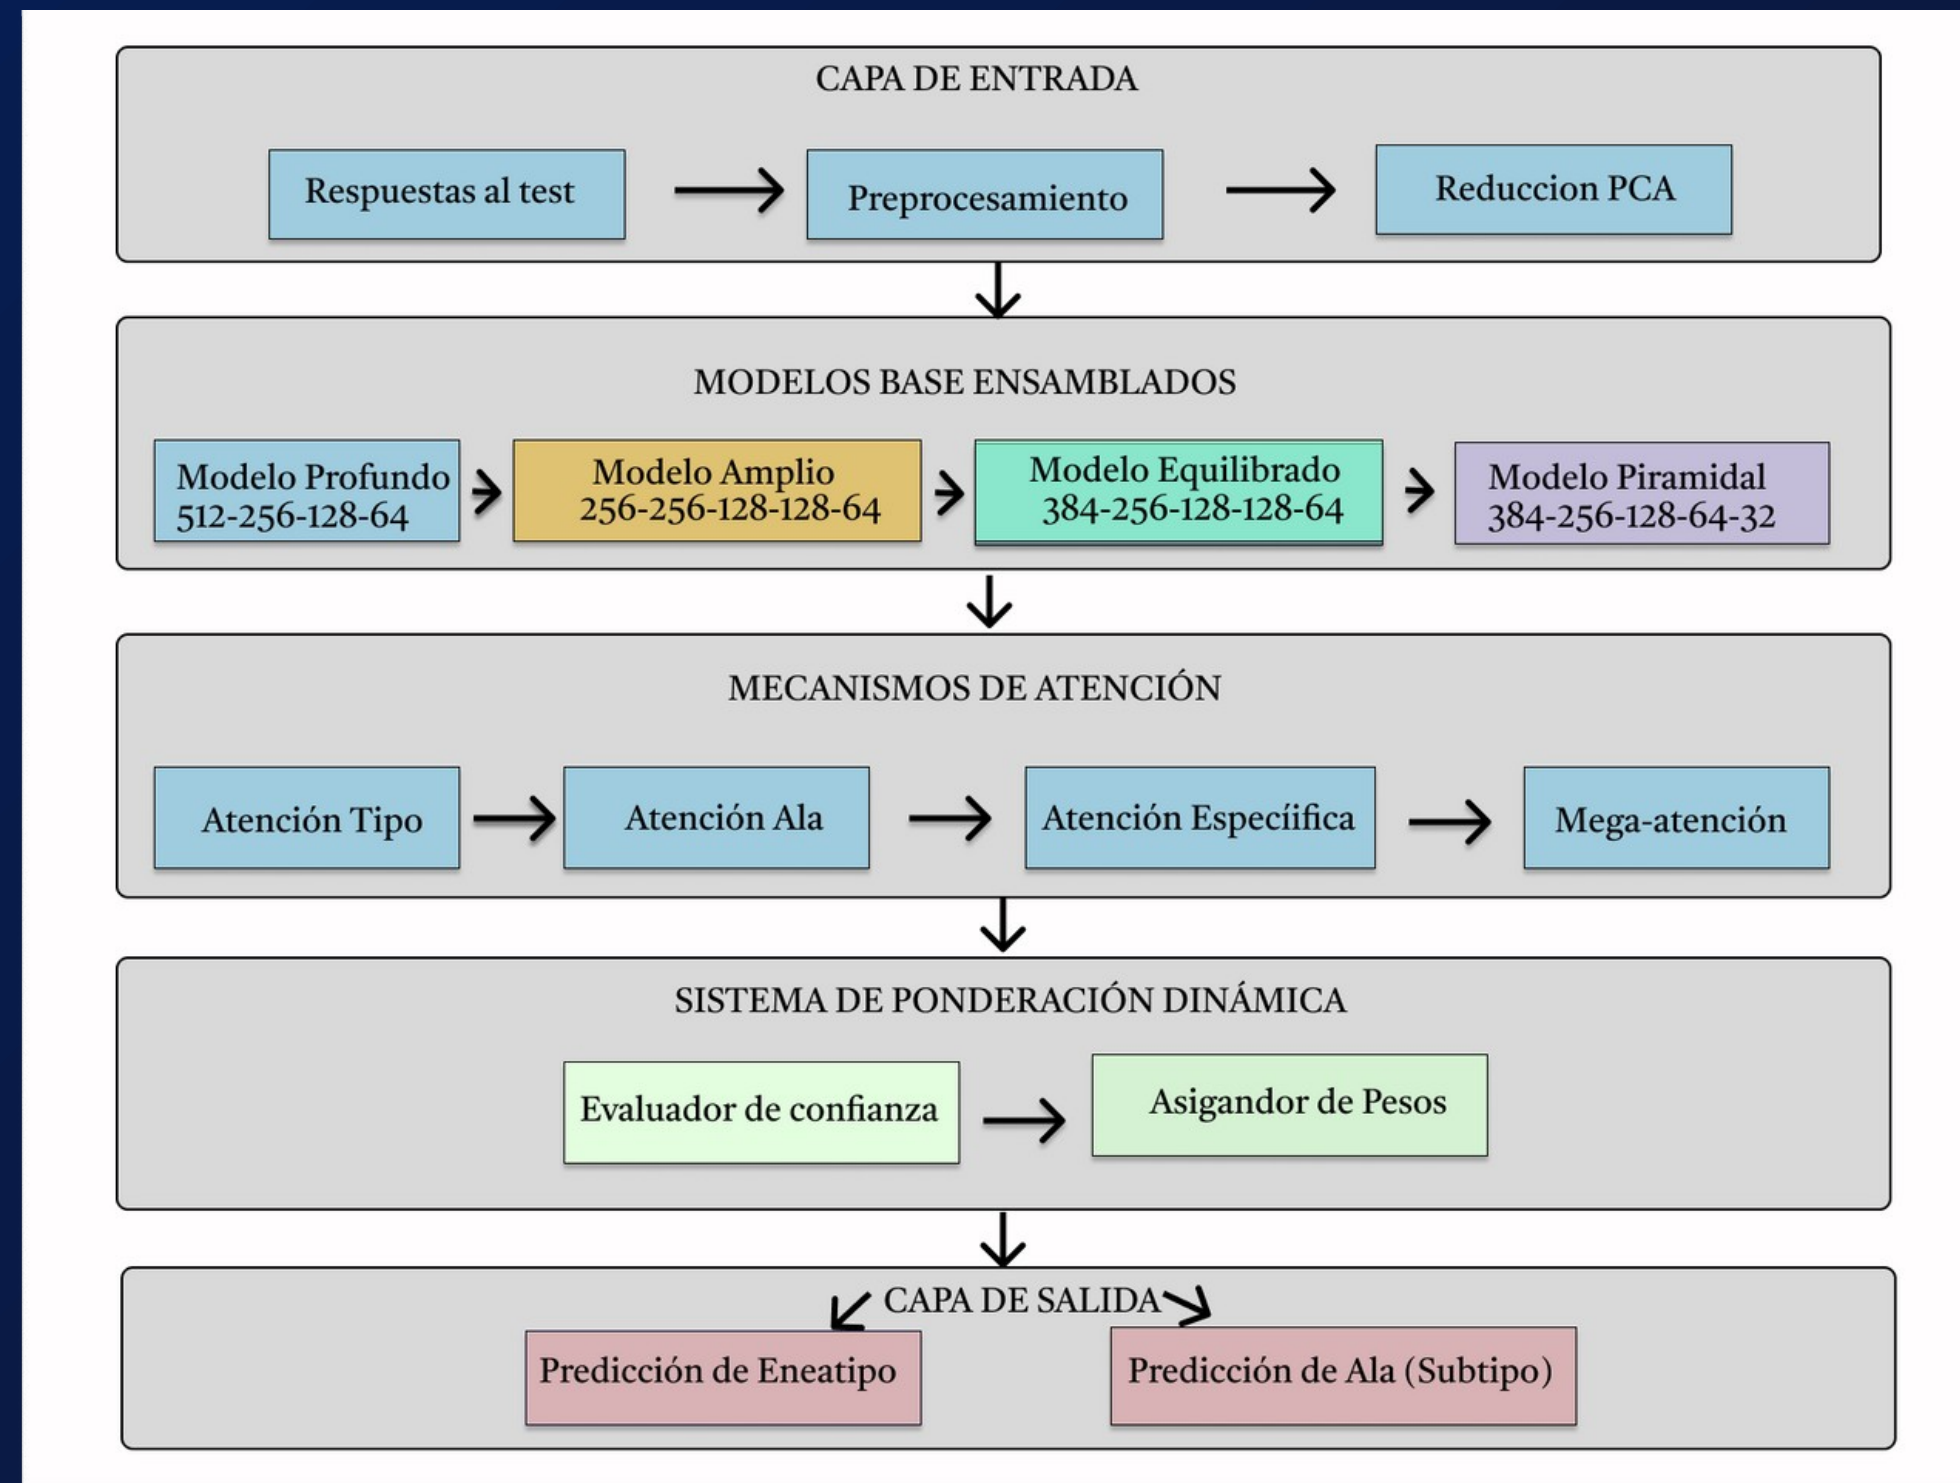 CAPA DE ENTRADA
Respuestas al test
Preprocesamiento
Reduccion PCA
MODELOS BASE ENSAMBLADOS
Modelo Profundo
512-256-128-64
Modelo Amplio
256-256-128-128-64
Modelo Equilibrado
384-256-128-128-64
Modelo Piramidal
384-256-128-64-32
MECANISMOS DE ATENCIÓN
Atención Tipo
Atención Ala
Atención Especíifica
Mega-atención
SISTEMA DE PONDERACIÓN DINÁMICA
Evaluador de confianza
Asigandor de Pesos
CAPA DE SALIDA
Predicción de Eneatipo
Predicción de Ala (Subtipo)